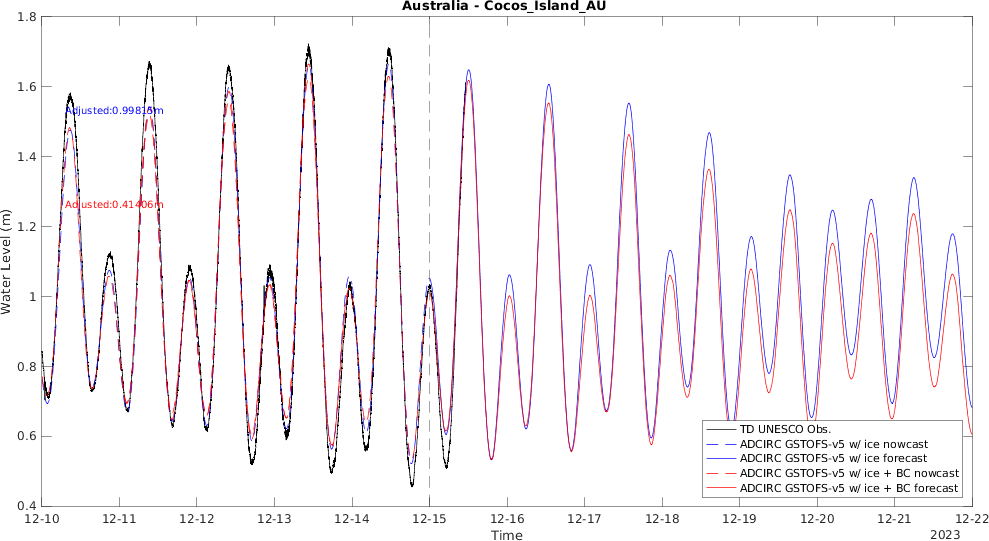 Australia - Cocos_Island_AU
1.8
1.6
1.4
1.2
1
0.8
0.6
0.4
Water Level (m)
Adjusted:0.99815m
Adjusted:0.41406m
TD UNESCO Obs.
ADCIRC GSTOFS-v5 w/ ice nowcast
ADCIRC GSTOFS-v5 w/ ice forecast
ADCIRC GSTOFS-v5 w/ ice + BC nowcast
ADCIRC GSTOFS-v5 w/ ice + BC forecast
12-10 12-11 12-12 12-13 12-14 12-15 12-16 12-17 12-18 12-19 12-20 12-21 12-22
Time
2023